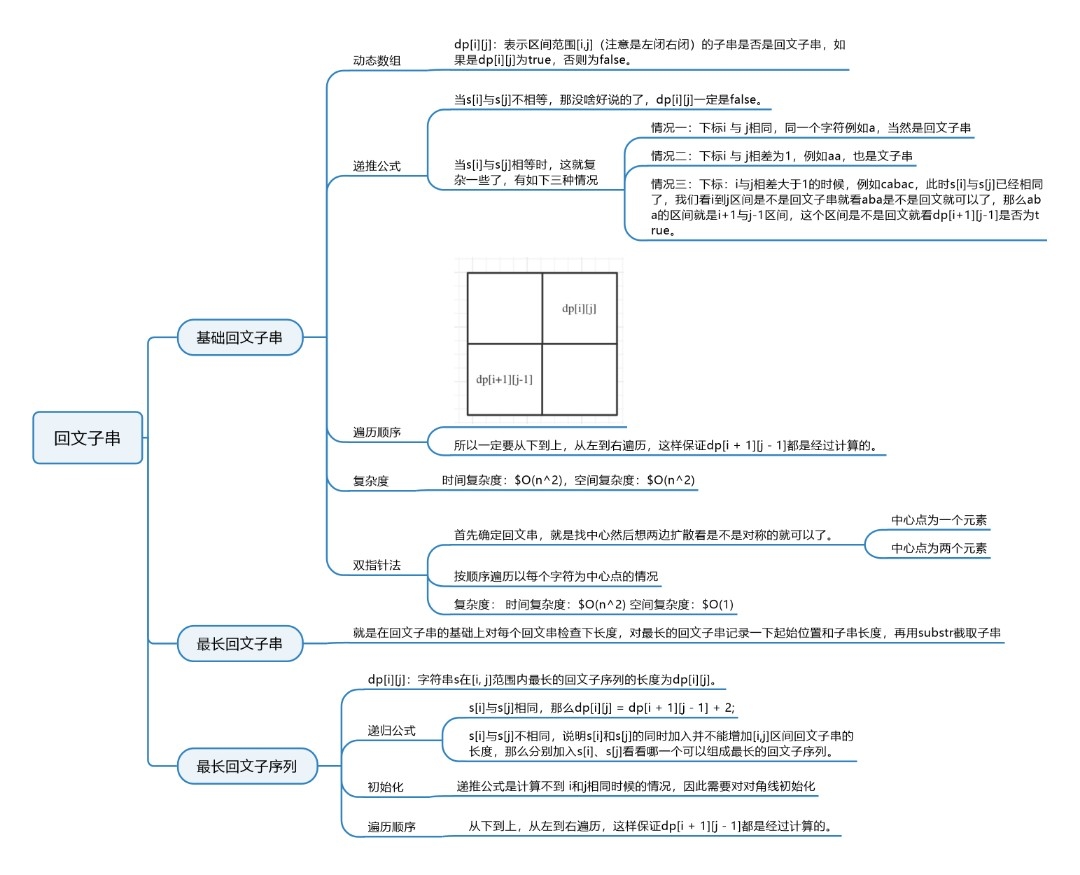 回文子串
基础回文子串
动态数组
dp[i][j]：表示区间范围[i,j]（注意是左闭右闭）的子串是否是回文子串，如
果是dp[i][j]为true，否则为false。
递推公式
当s[i]与s[j]不相等，那没啥好说的了，dp[i][j]一定是false。
当s[i]与s[j]相等时，这就复
杂一些了，有如下三种情况
情况一：下标i 与 j相同，同一个字符例如a，当然是回文子串
情况二：下标i 与 j相差为1，例如aa，也是文子串
情况三：下标：i与j相差大于1的时候，例如cabac，此时s[i]与s[j]已经相同
了，我们看i到j区间是不是回文子串就看aba是不是回文就可以了，那么ab
a的区间就是i+1与j-1区间，这个区间是不是回文就看dp[i+1][j-1]是否为t
rue。
遍历顺序
dp[i][j]
dp[i+1][j-1]
所以一定要从下到上，从左到右遍历，这样保证dp[i + 1][j - 1]都是经过计算的。
复杂度
时间复杂度：$O(n^2)，空间复杂度：$O(n^2)
双指针法
首先确定回文串，就是找中心然后想两边扩散看是不是对称的就可以了。
中心点为一个元素
中心点为两个元素
按顺序遍历以每个字符为中心点的情况
复杂度： 时间复杂度：$O(n^2) 空间复杂度：$O(1)
最长回文子串
就是在回文子串的基础上对每个回文串检查下长度，对最长的回文子串记录一下起始位置和子串长度，再用substr截取子串
最长回文子序列
dp[i][j]：字符串s在[i, j]范围内最长的回文子序列的长度为dp[i][j]。
递归公式
s[i]与s[j]相同，那么dp[i][j] = dp[i + 1][j - 1] + 2;
s[i]与s[j]不相同，说明s[i]和s[j]的同时加入并不能增加[i,j]区间回文子串的
长度，那么分别加入s[i]、s[j]看看哪一个可以组成最长的回文子序列。
初始化
递推公式是计算不到 i和j相同时候的情况，因此需要对对角线初始化
遍历顺序
从下到上，从左到右遍历，这样保证dp[i + 1][j - 1]都是经过计算的。